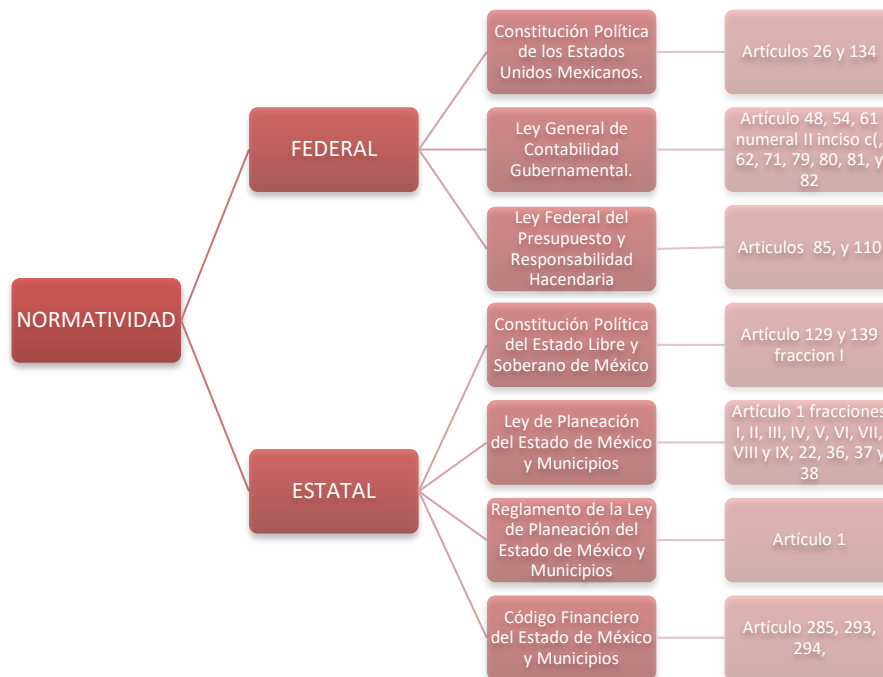 NORMATIVIDAD
FEDERAL
Constitución Política
de los Estados
Unidos Mexicanos.
Artículos 26 y 134
Ley General de
Contabilidad
Gubernamental.
Artículo 48, 54, 61
numeral II inciso c(,
62, 71, 79, 80, 81, y
82
Ley Federal del
Presupuesto y
Responsabilidad
Hacendaria
Articulos 85, y 110
ESTATAL
Constitución Política
del Estado Libre y
Soberano de México
Artículo 129 y 139
fraccion I
Ley de Planeación
del Estado de México
y Municipios
Artículo 1 fracciones
I, II, III, IV, V, VI, VII,
VIII y IX, 22, 36, 37 y
38
Reglamento de la Ley
de Planeación del
Estado de México y
Municipios
Artículo 1
Código Financiero
del Estado de México
y Municipios
Artículo 285, 293,
294,